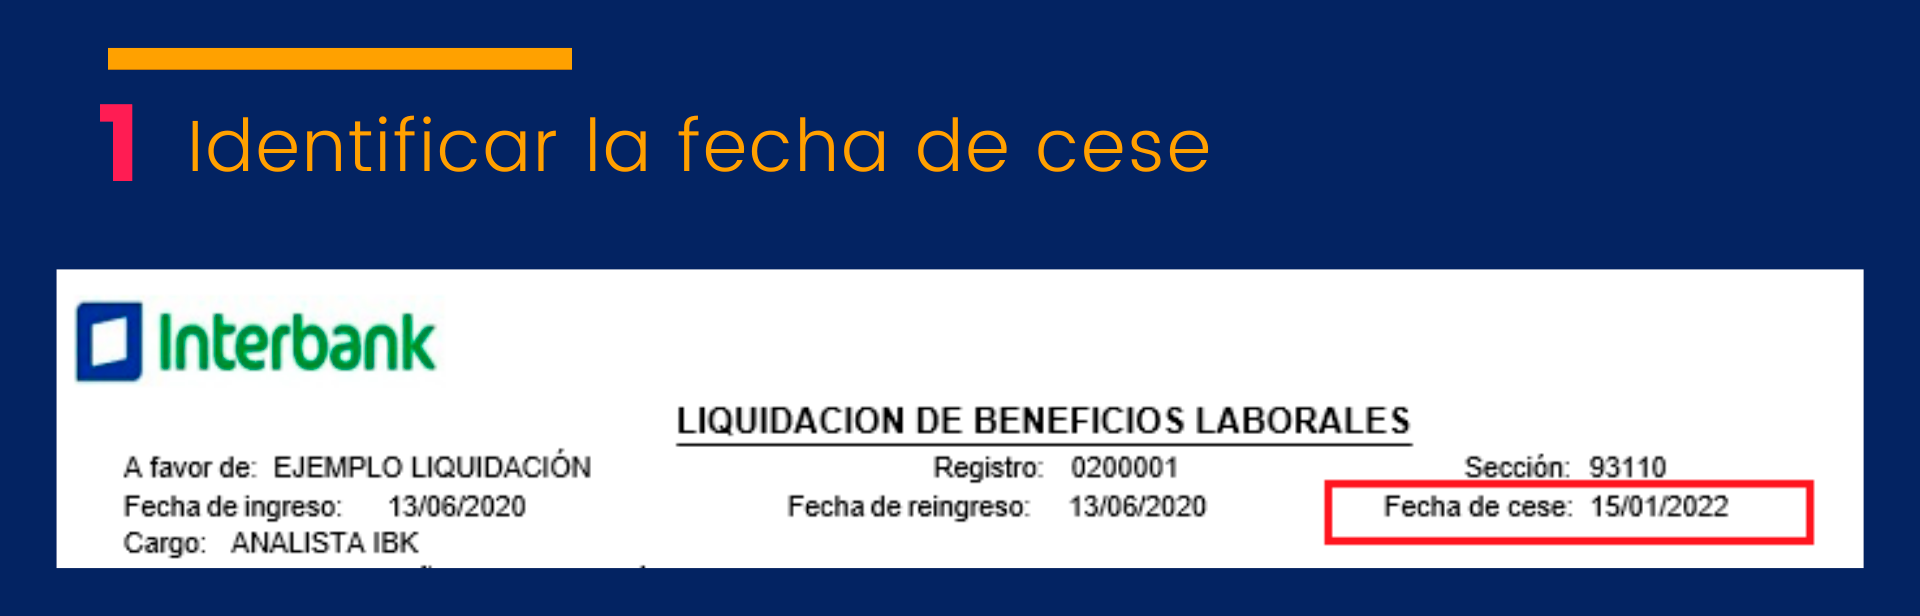 1 Identificar la fecha de cese
Interbank
LIQUIDACION DE BENEFICIOS LABORALES
A favor de: EJEMPLO LIQUIDACIÓN Registro: 0200001 Sección: 93110
Fecha de ingreso: 13/06/2020 Fecha de reingreso: 13/06/2020 Fecha de cese: 15/01/2022
Cargo: ANALISTA IBK